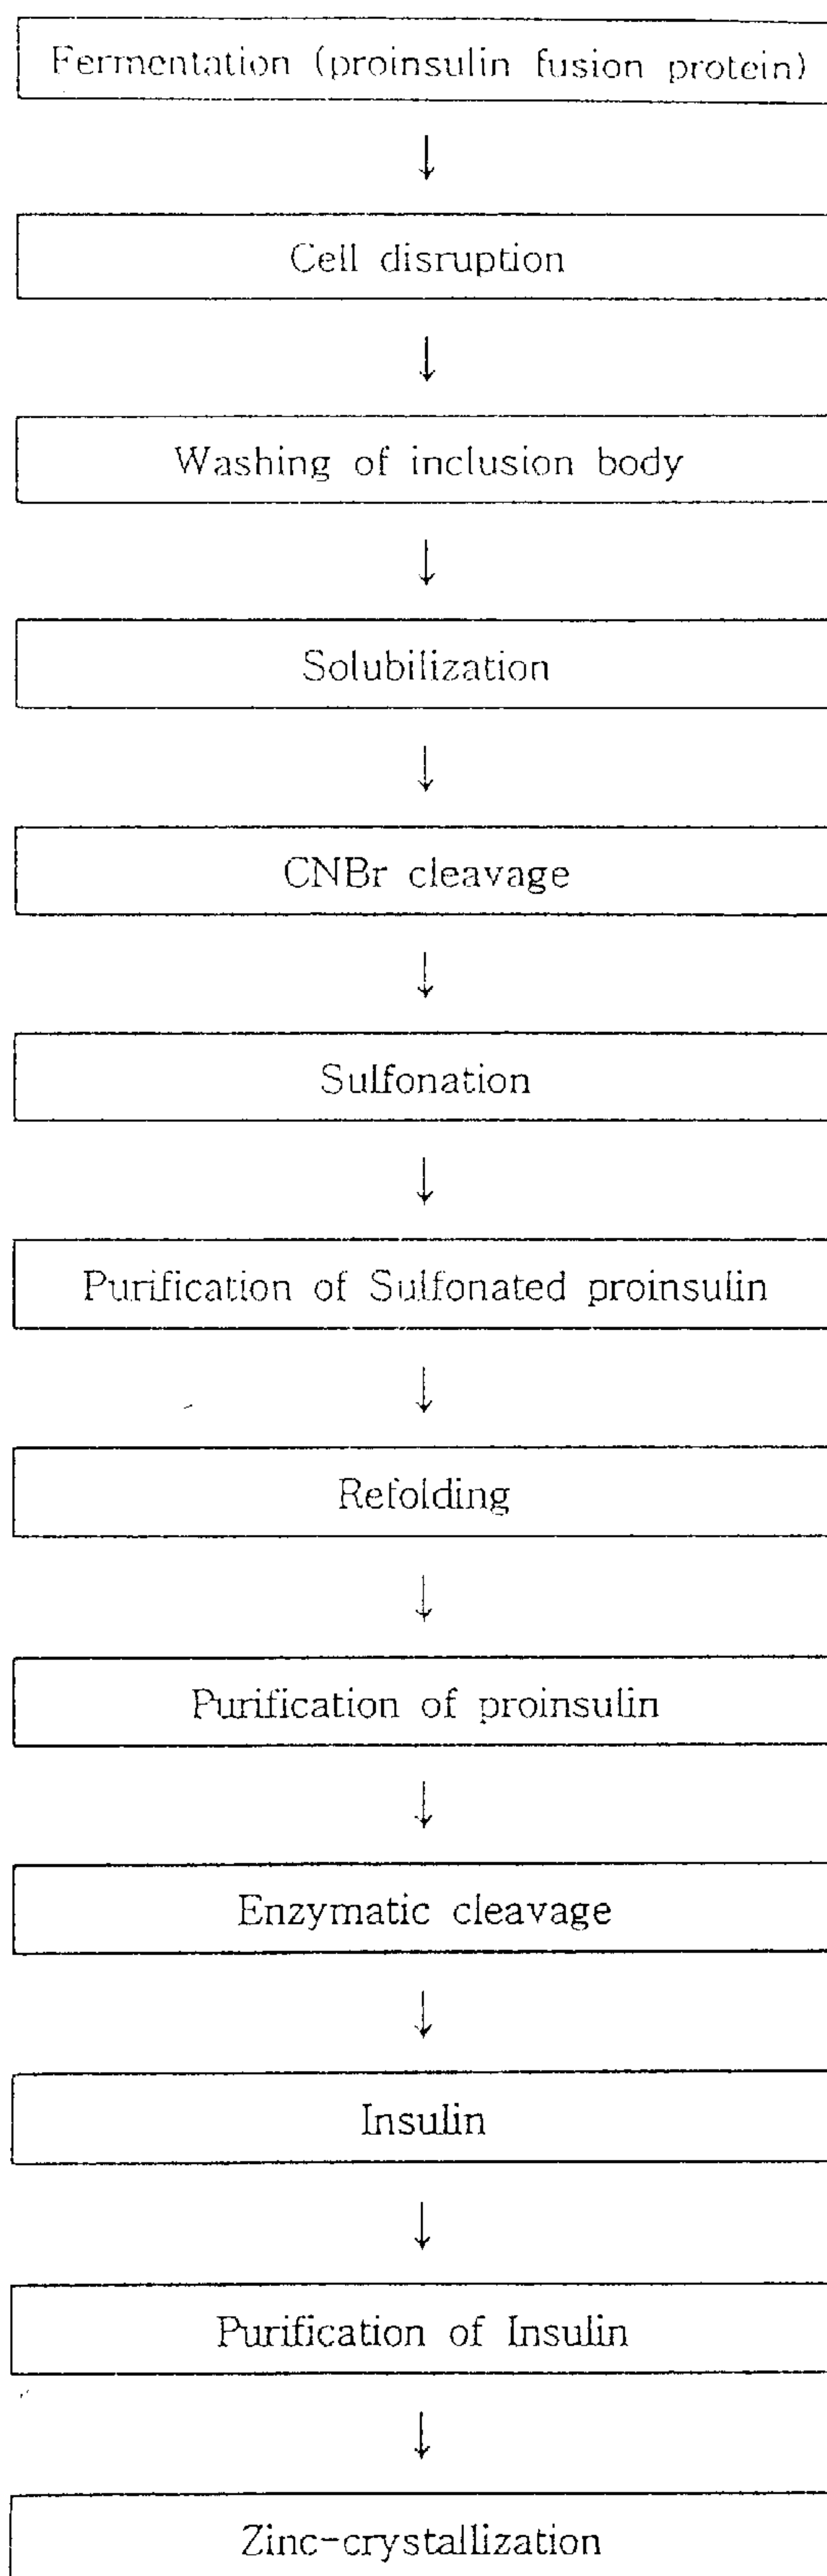 Fermentation (proinsulin fusion protein)
↓
Cell disruption
↓
Washing of inclusion body
↓
Solubilization
↓
CNBr cleavage
↓
Sulfonation
↓
Purification of Sulfonated proinsulin
↓
Refolding
↓
Purification of proinsulin
↓
Enzymatic cleavage
↓
Insulin
↓
Purification of Insulin
↓
Zinc-crystallization